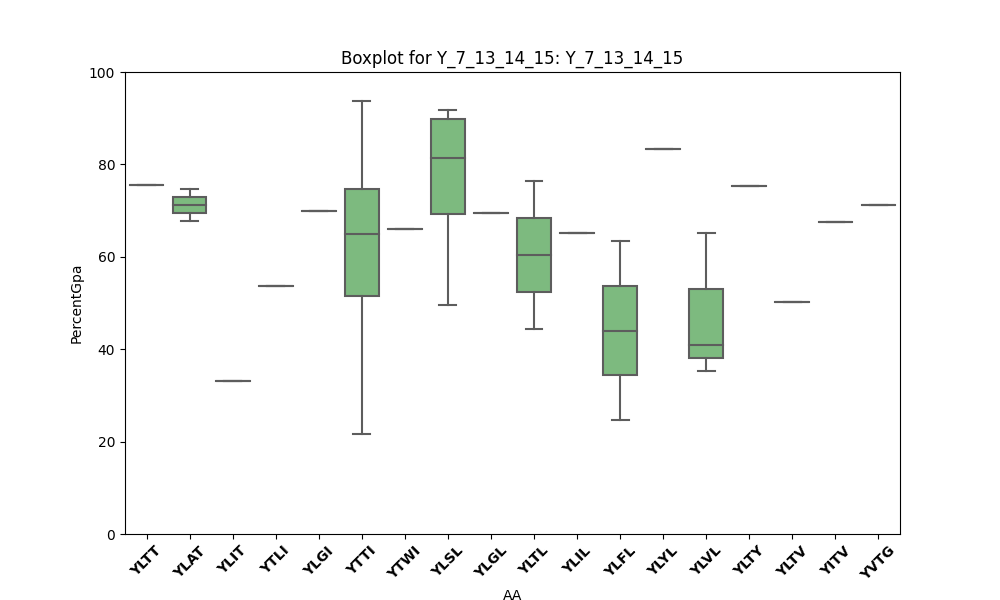 Boxplot for Y_7_13_14_15: Y_7_13_14_15
100
80
60
40
20
0
PercentGpa
YLTT YLAT YLIT YTLI YLGI YTTI YTWI YLSL YLGL YLTL YLIL YLFL YLYL YLVL YLTY YLTV YITV YVTG
AA